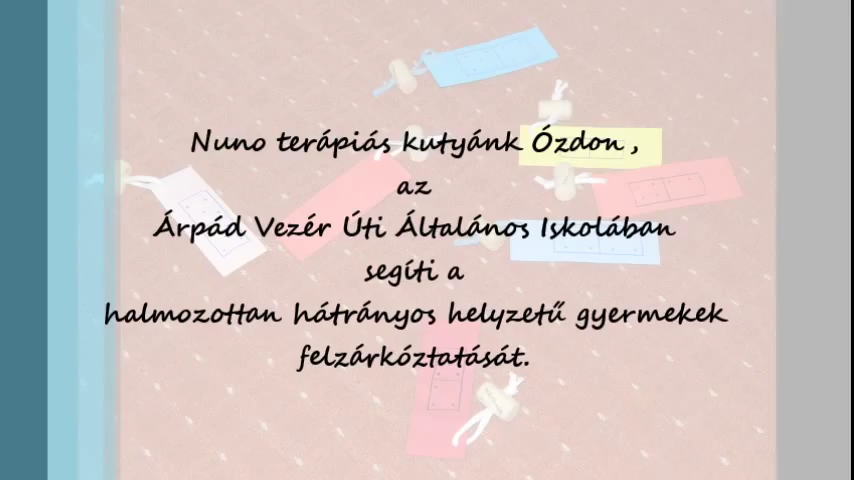 Nuno terápiás kutyánk Ózdon ,
az
Árpád Vezér Úti Általános Iskolában
segíti a
halmozottan hátrányos helyzetű gyermekek
felzárkóztatását.